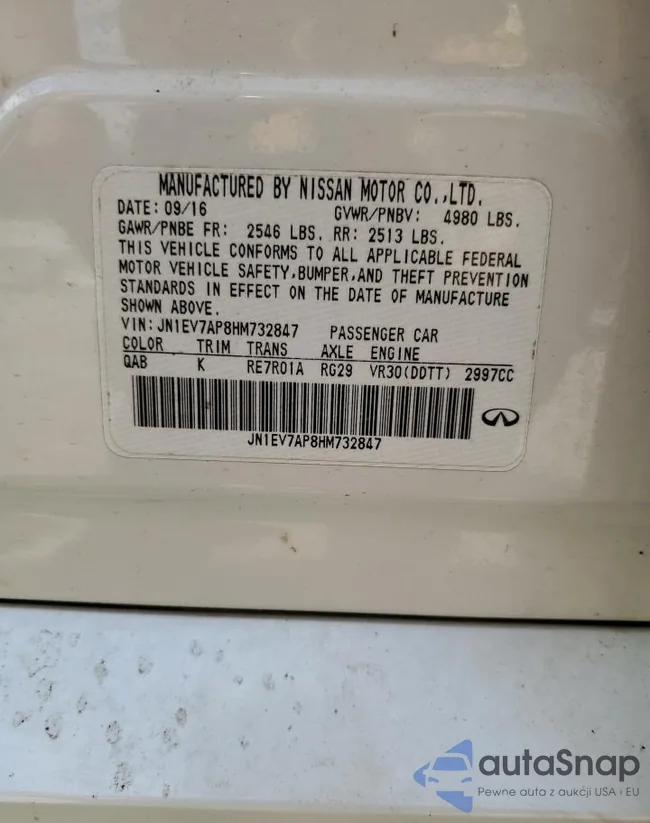 MANUFACTURED BY NISSAN MOTOR CO.,LTD.
DATE: 09/16 GVWR/PNBV: 4980 LBS.
GAWR/PNBE FR: 2546 LBS. RR: 2513 LBS.
THIS VEHICLE CONFORMS TO ALL APPLICABLE FEDERAL
MOTOR VEHICLE SAFETY,BUMPER,AND THEFT PREVENTION
STANDARDS IN EFFECT ON THE DATE OF MANUFACTURE
SHOWN ABOVE.
VIN: JN1EV7AP8HM732847 PASSENGER CAR
COLOR TRIM TRANS AXLE ENGINE
QAB K RE7R01A RG29 VR30(DDTT) 2997CC
JN1EV7AP8HM732847
autaSnap
Pewne auta z aukcji USA i EU